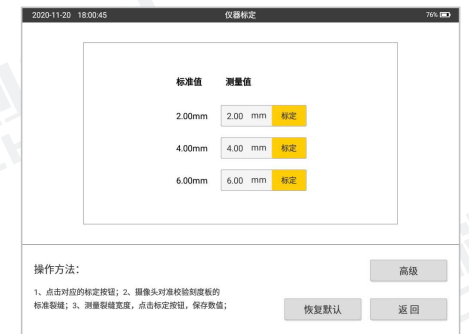 2020-11-20 18:00:45 仪器标定 76%
标准值 测量值
2.00mm 2.00 mm 标定
4.00mm 4.00 mm 标定
6.00mm 6.00 mm 标定
操作方法：
高级
1、点击对应的标定按钮；2、摄像头对准校验刻度板的
标准裂缝；3、测量裂缝宽度，点击标定按钮，保存数值；
恢复默认 返回